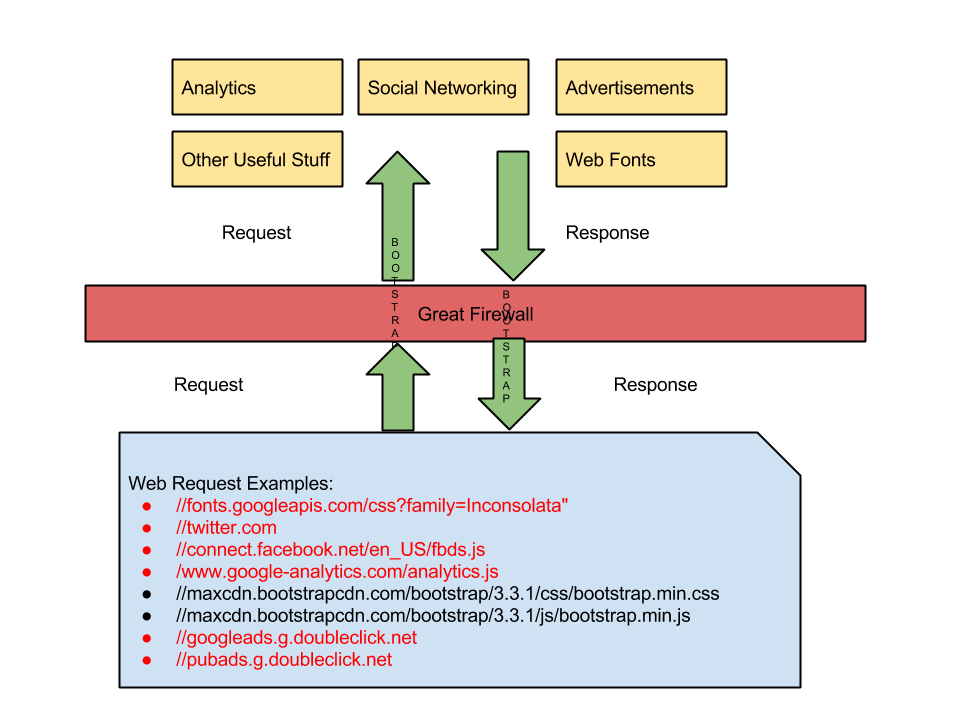 Analytics
Social Networking
Advertisements
Other Useful Stuff
Web Fonts
Request
Response
BOOTSTRAP
Great Firewall
BOOTSTRAP
Request
Response
Web Request Examples:
● //fonts.googleapis.com/css?family=Inconsolata"
● //twitter.com
● //connect.facebook.net/en_US/fbds.js
● /www.google-analytics.com/analytics.js
● //maxcdn.bootstrapcdn.com/bootstrap/3.3.1/css/bootstrap.min.css
● //maxcdn.bootstrapcdn.com/bootstrap/3.3.1/js/bootstrap.min.js
● //googleads.g.doubleclick.net
● //pubads.g.doubleclick.net